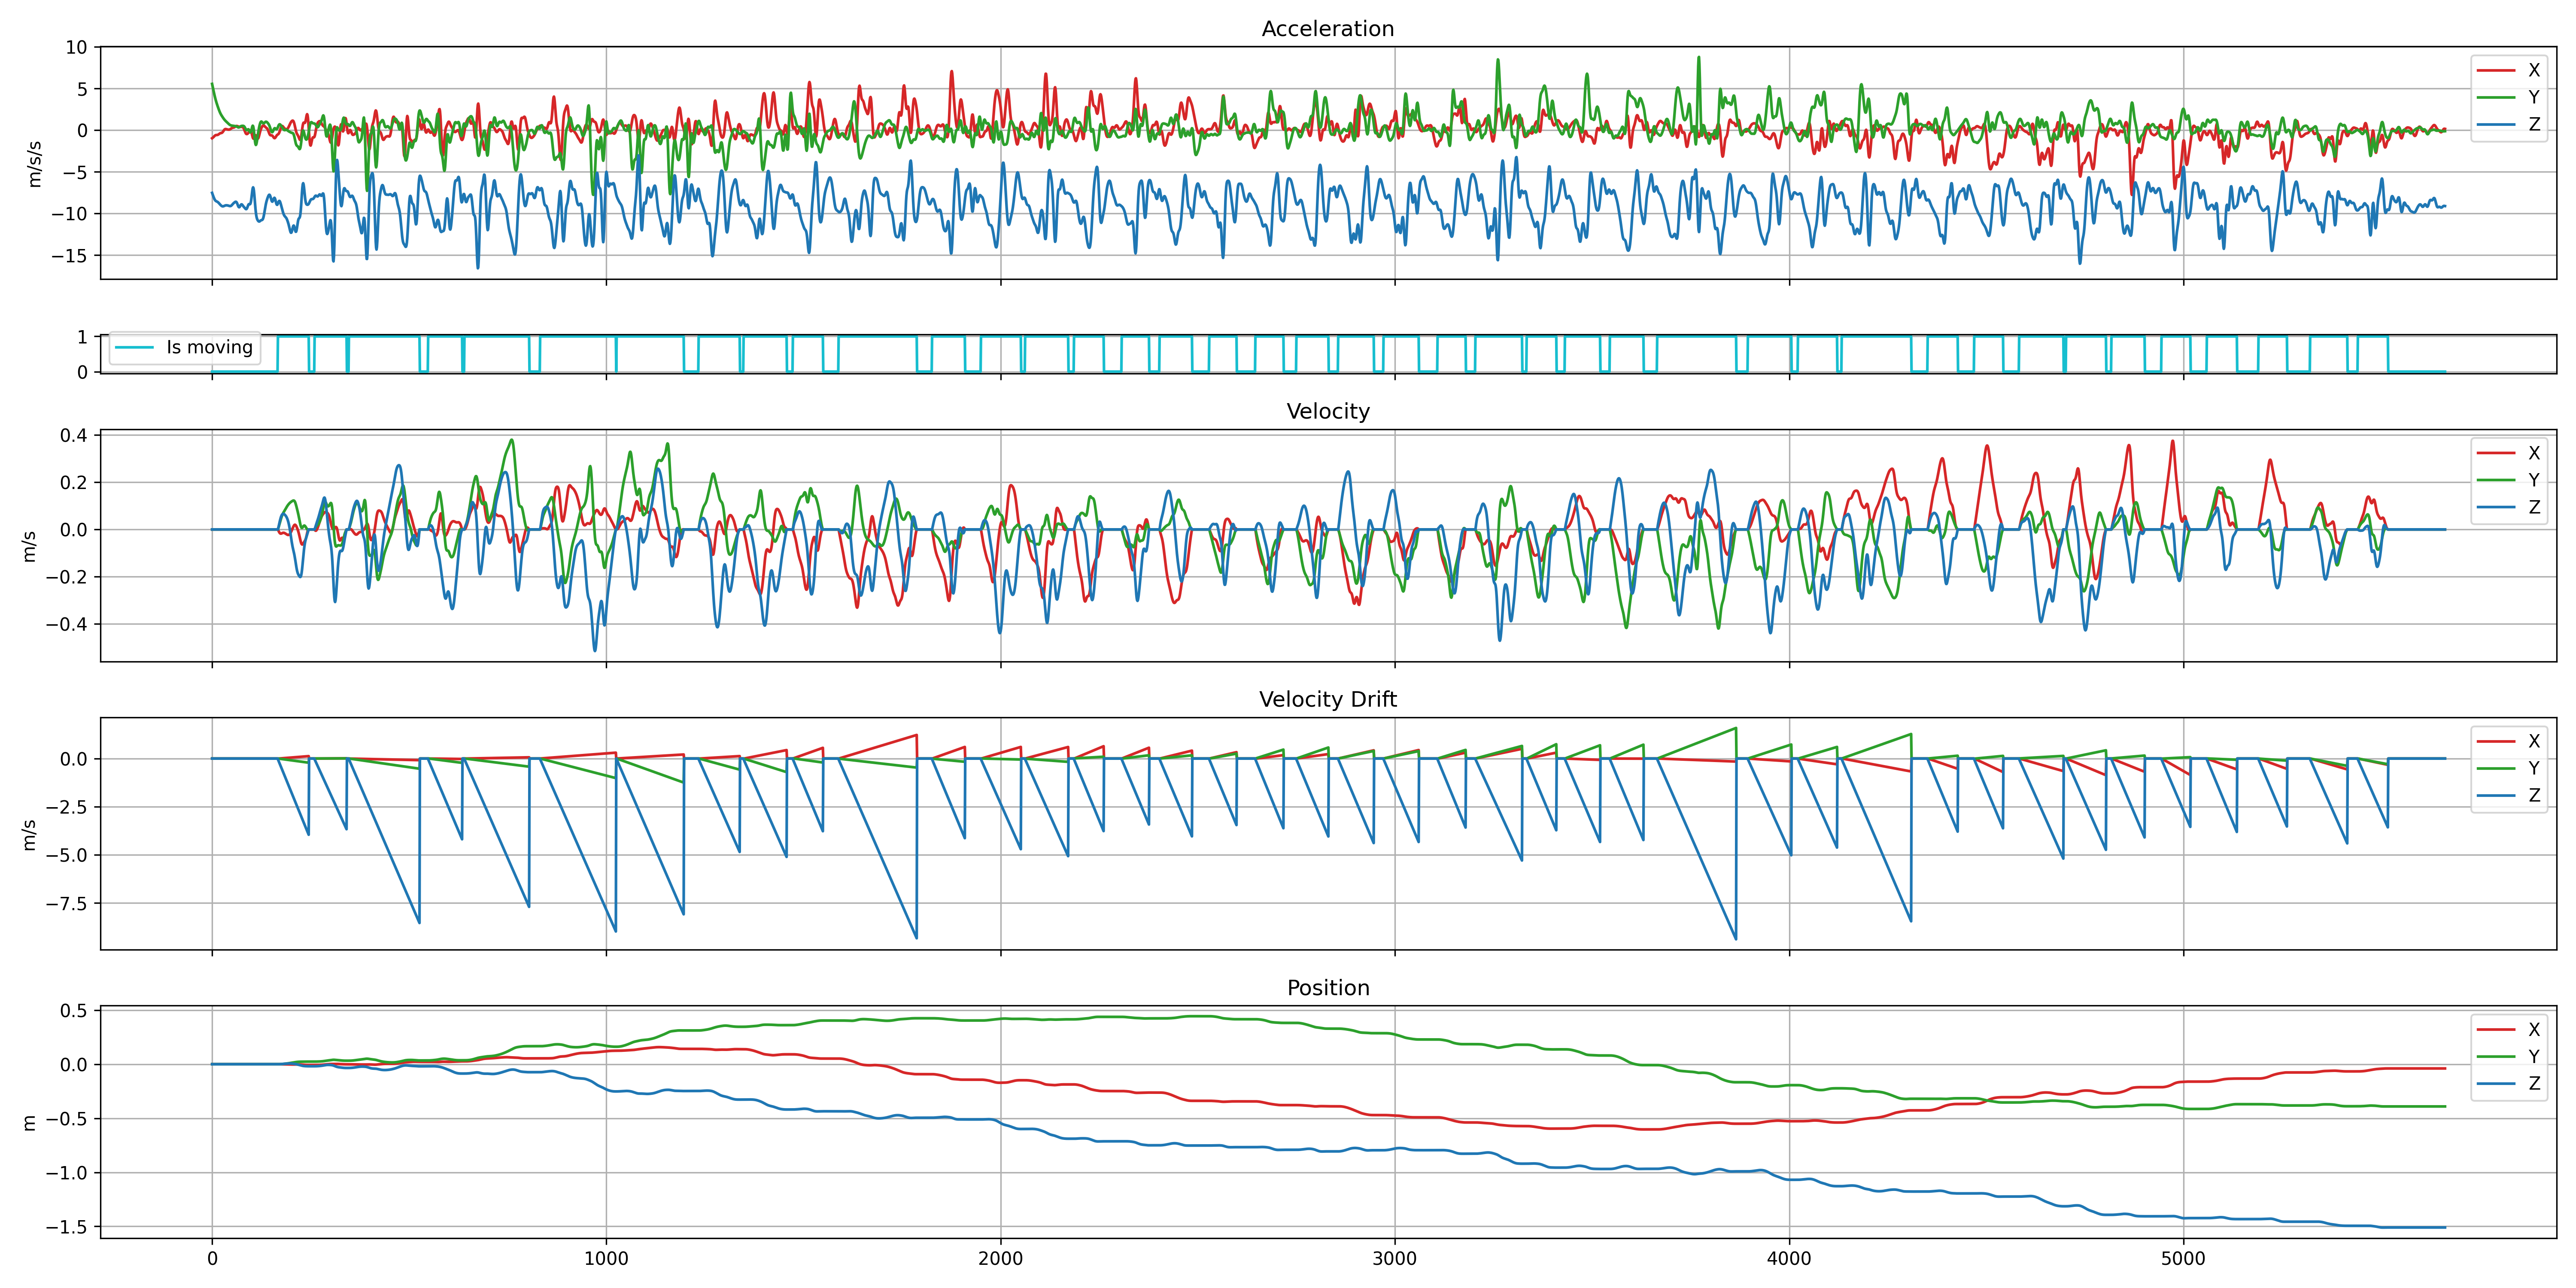 Acceleration
m/s/s
10
5
0
−5
−10
−15
X
Y
Z
1
0
Is moving
Velocity
m/s
0.4
0.2
0.0
−0.2
−0.4
X
Y
Z
Velocity Drift
m/s
0.0
−2.5
−5.0
−7.5
X
Y
Z
Position
m
0.5
0.0
−0.5
−1.0
−1.5
X
Y
Z
0 1000 2000 3000 4000 5000